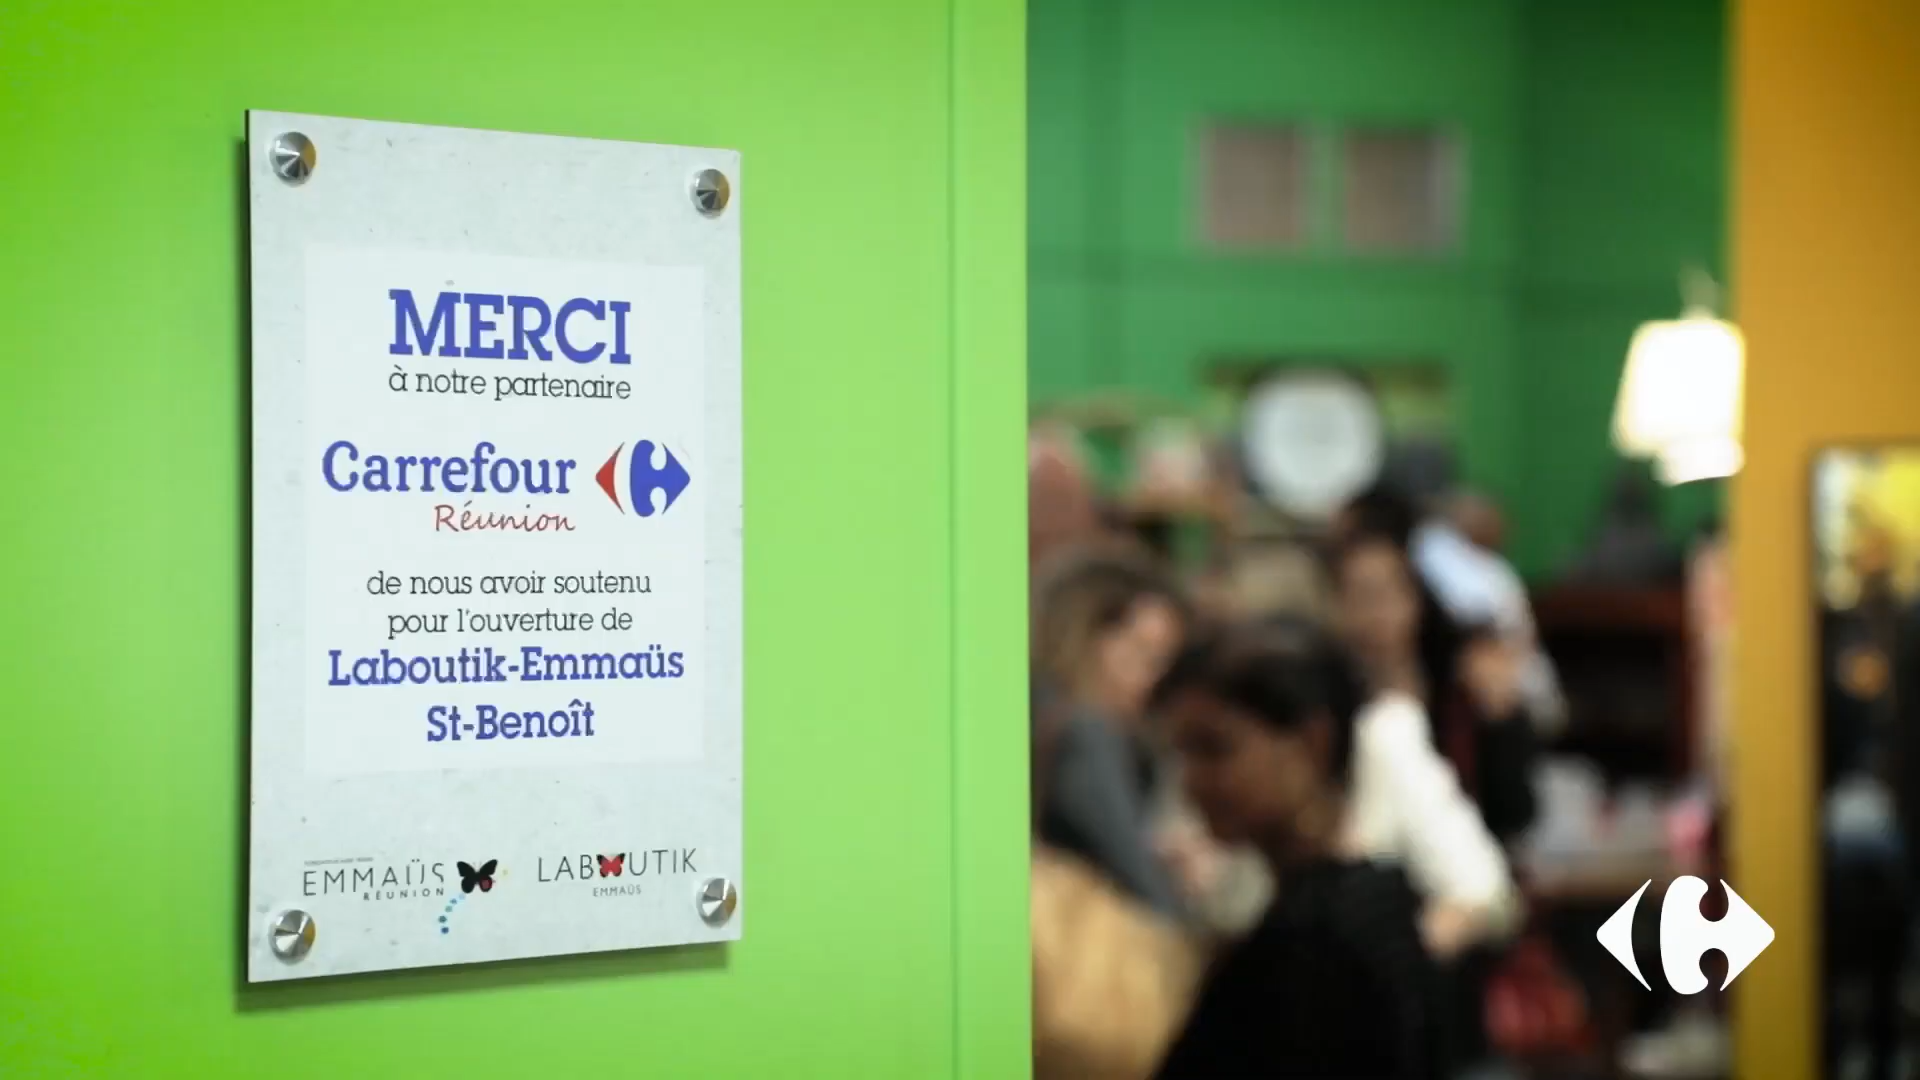 MERCI
à notre partenaire
Carrefour
Réunion
de nous avoir soutenu
pour l'ouverture de
Laboutik-Emmaüs
St-Benoît
EMMAÜS
RÉUNION
LABOUTIK
EMMAÜS